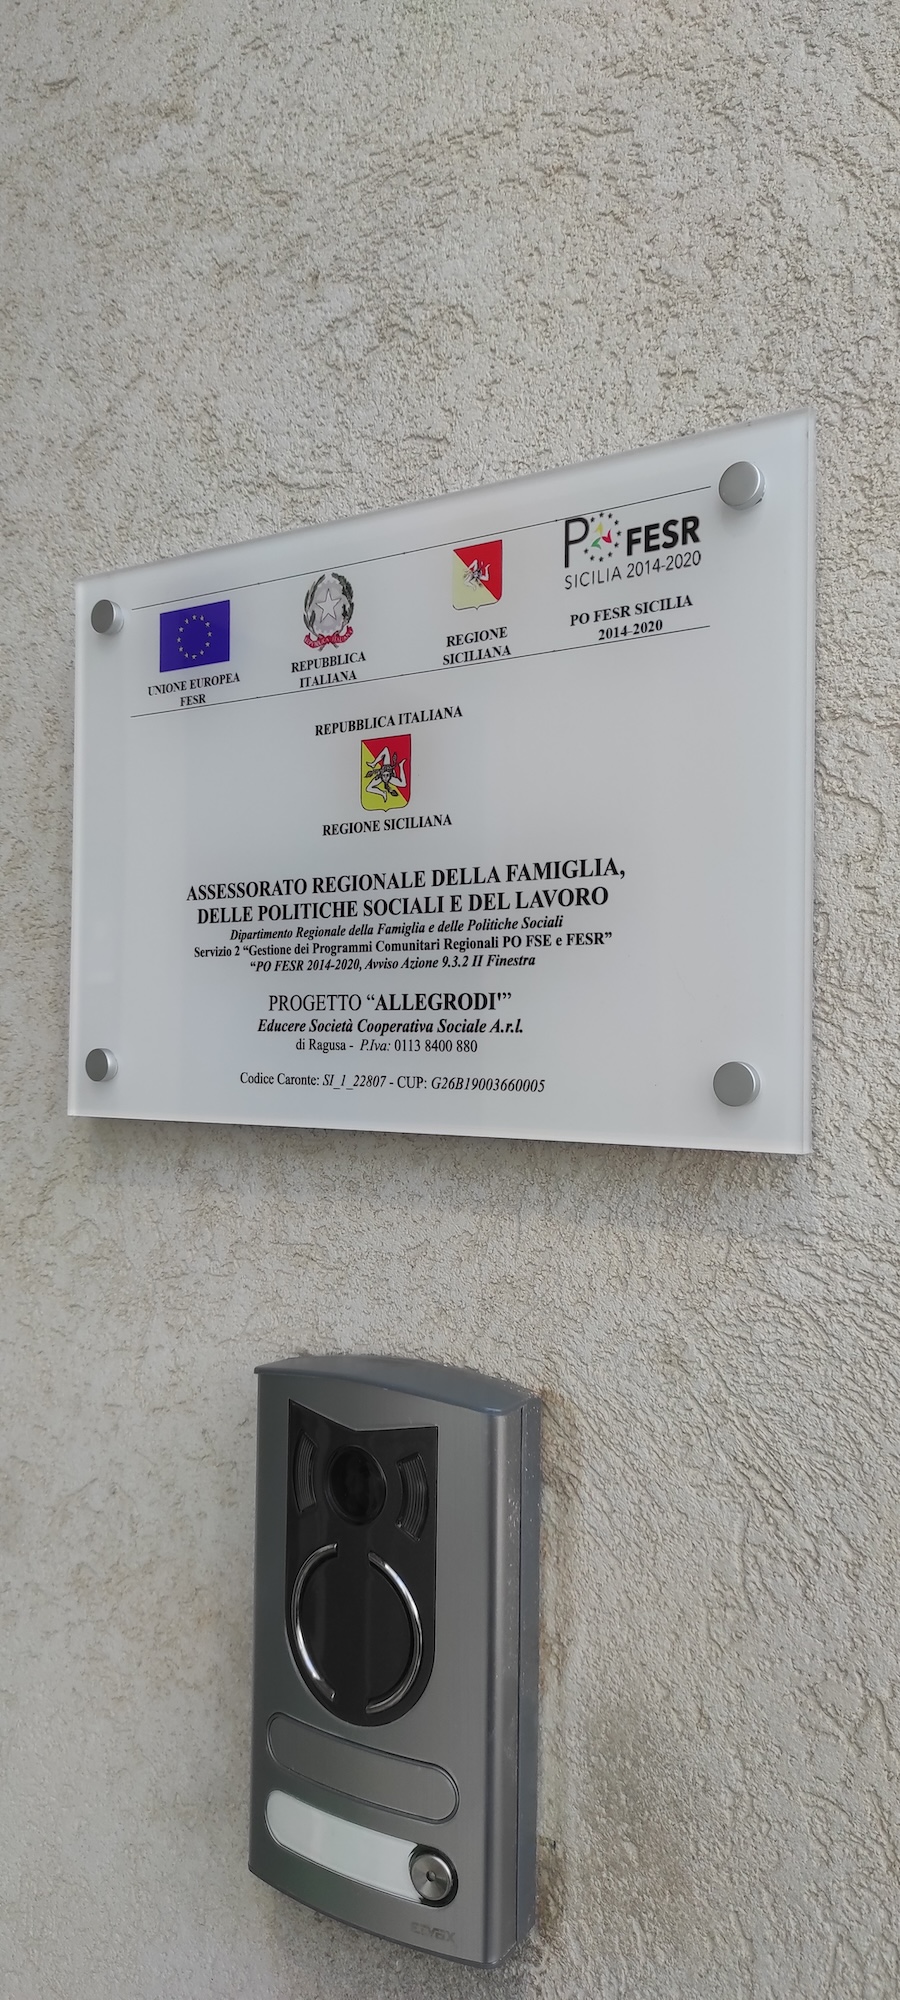 PO FESR
SICILIA 2014-2020
UNIONE EUROPEA
FESR
REPUBBLICA
ITALIANA
REGIONE
SICILIANA
PO FESR SICILIA
2014-2020
REPUBBLICA ITALIANA
REGIONE SICILIANA
ASSESSORATO REGIONALE DELLA FAMIGLIA,
DELLE POLITICHE SOCIALI E DEL LAVORO
Dipartimento Regionale della Famiglia e delle Politiche Sociali
Servizio 2 “Gestione dei Programmi Comunitari Regionali PO FSE e FESR”
“PO FESR 2014-2020, Avviso Azione 9.3.2 II Finestra
PROGETTO “ALLEGRODI'”
Educere Società Cooperativa Sociale A.r.l.
di Ragusa - P.Iva: 0113 8400 880
Codice Caronte: SI_1_22807 - CUP: G26B19003660005